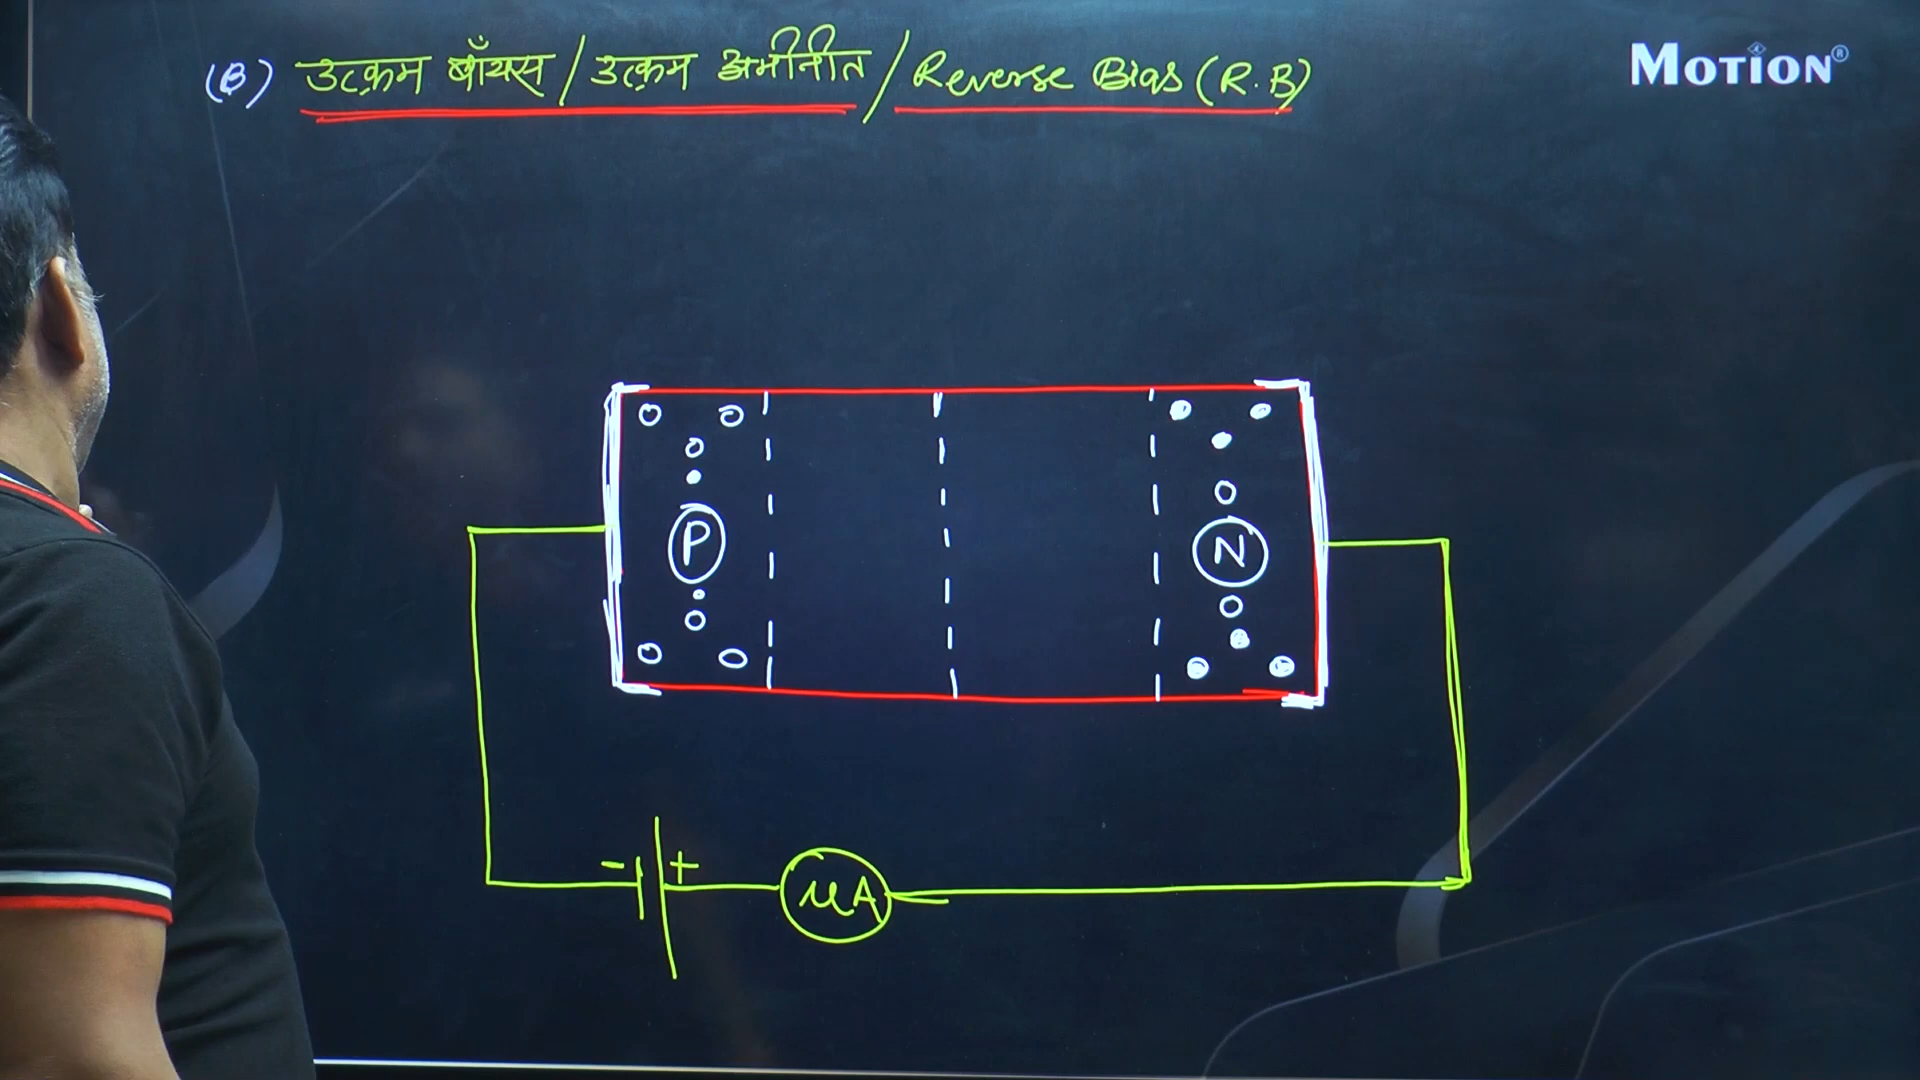 (B) उत्क्रम बाँयस / उत्क्रम अभीनीत / Reverse Bias (R.B)
MOTION®
P
N
- +
μA